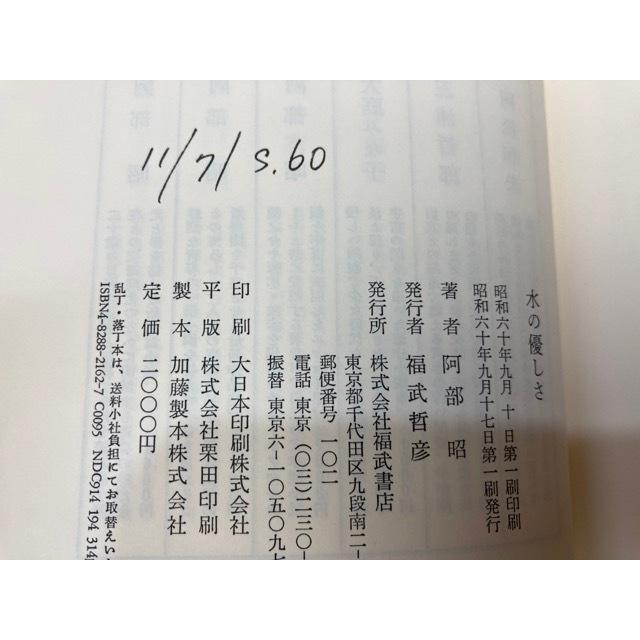 11/7/S.60
水の優しさ
昭和六十年九月 十 日第一刷印刷
昭和六十年九月十七日第一刷発行
著 者 阿部 昭
発行者 福武哲彦
発行所 株式会社福武書店
東京都千代田区九段南二-
郵便番号 一〇二
電話 東京(〇三)二三〇-
振替 東京六-一〇五〇九七
印 刷 大日本印刷株式会社
平 版 株式会社栗田印刷
製 本 加藤製本株式会社
定 価 二〇〇〇円
乱丁・落丁本は、送料小社負担にてお取替えい
ISBN4-8288-2162-7 C0095 NDC914 194 314p